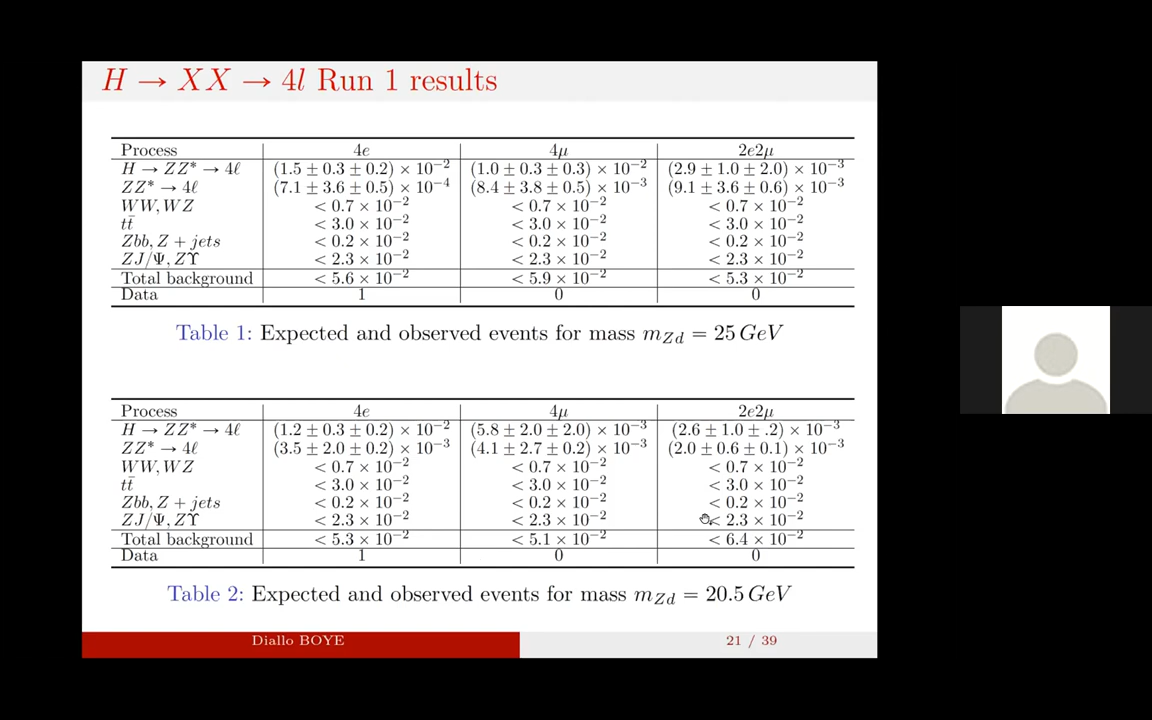 H → XX → 4l Run 1 results
Process 4e 4μ 2e2μ
H → ZZ* → 4ℓ (1.5 ± 0.3 ± 0.2) × 10⁻² (1.0 ± 0.3 ± 0.3) × 10⁻² (2.9 ± 1.0 ± 2.0) × 10⁻³
ZZ* → 4ℓ (7.1 ± 3.6 ± 0.5) × 10⁻⁴ (8.4 ± 3.8 ± 0.5) × 10⁻³ (9.1 ± 3.6 ± 0.6) × 10⁻³
WW, WZ < 0.7 × 10⁻² < 0.7 × 10⁻² < 0.7 × 10⁻²
tt̄ < 3.0 × 10⁻² < 3.0 × 10⁻² < 3.0 × 10⁻²
Zbb, Z + jets < 0.2 × 10⁻² < 0.2 × 10⁻² < 0.2 × 10⁻²
ZJ/Ψ, Zϒ < 2.3 × 10⁻² < 2.3 × 10⁻² < 2.3 × 10⁻²
Total background < 5.6 × 10⁻² < 5.9 × 10⁻² < 5.3 × 10⁻²
Data 1 0 0
Table 1: Expected and observed events for mass m_Zd = 25 GeV
Process 4e 4μ 2e2μ
H → ZZ* → 4ℓ (1.2 ± 0.3 ± 0.2) × 10⁻² (5.8 ± 2.0 ± 2.0) × 10⁻³ (2.6 ± 1.0 ± .2) × 10⁻³
ZZ* → 4ℓ (3.5 ± 2.0 ± 0.2) × 10⁻³ (4.1 ± 2.7 ± 0.2) × 10⁻³ (2.0 ± 0.6 ± 0.1) × 10⁻³
WW, WZ < 0.7 × 10⁻² < 0.7 × 10⁻² < 0.7 × 10⁻²
tt̄ < 3.0 × 10⁻² < 3.0 × 10⁻² < 3.0 × 10⁻²
Zbb, Z + jets < 0.2 × 10⁻² < 0.2 × 10⁻² < 0.2 × 10⁻²
ZJ/Ψ, Zϒ < 2.3 × 10⁻² < 2.3 × 10⁻² < 2.3 × 10⁻²
Total background < 5.3 × 10⁻² < 5.1 × 10⁻² < 6.4 × 10⁻²
Data 1 0 0
Table 2: Expected and observed events for mass m_Zd = 20.5 GeV
Diallo BOYE 21 / 39